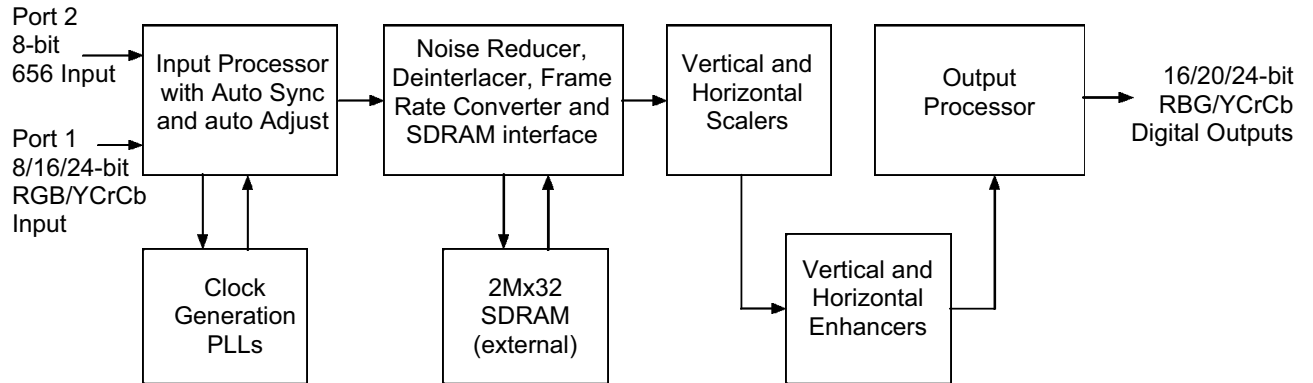 Port 2
8-bit
656 Input
Port 1
8/16/24-bit
RGB/YCrCb
Input
Input Processor
with Auto Sync
and auto Adjust
Noise Reducer,
Deinterlacer, Frame
Rate Converter and
SDRAM interface
Vertical and
Horizontal
Scalers
Output
Processor
16/20/24-bit
RBG/YCrCb
Digital Outputs
Clock
Generation
PLLs
2Mx32
SDRAM
(external)
Vertical and
Horizontal
Enhancers